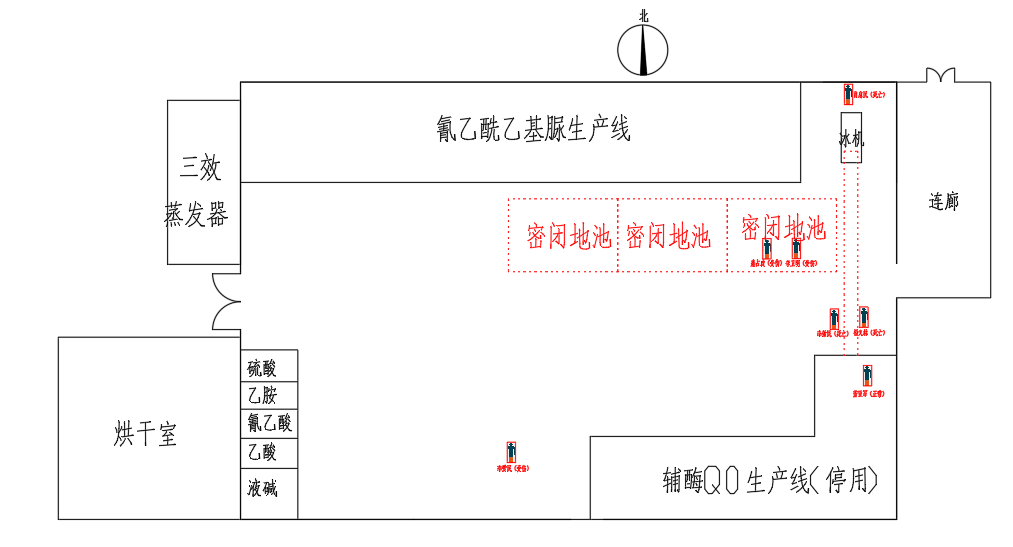 北
氰乙酰乙基脲生产线
冰机
三效
蒸发器
连廊
密闭地池
密闭地池
密闭地池
硫酸
乙胺
氰乙酸
乙酸
液碱
烘干室
辅酶QO生产线(停用)